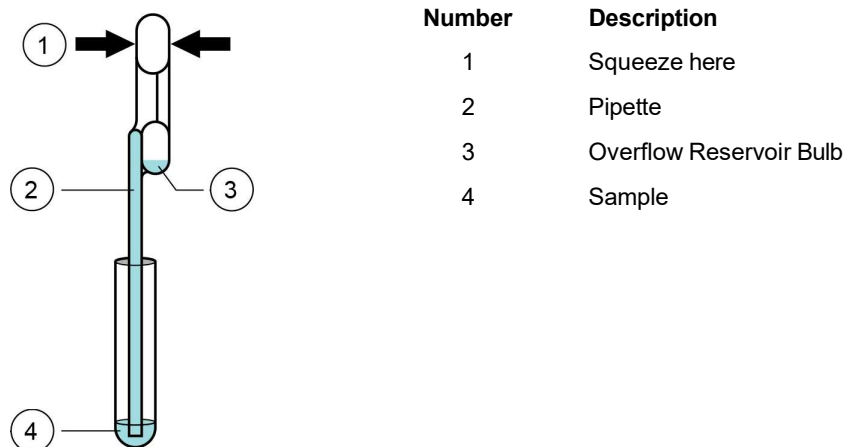 Number Description
1 Squeeze here
2 Pipette
3 Overflow Reservoir Bulb
4 Sample
1
2
3
4